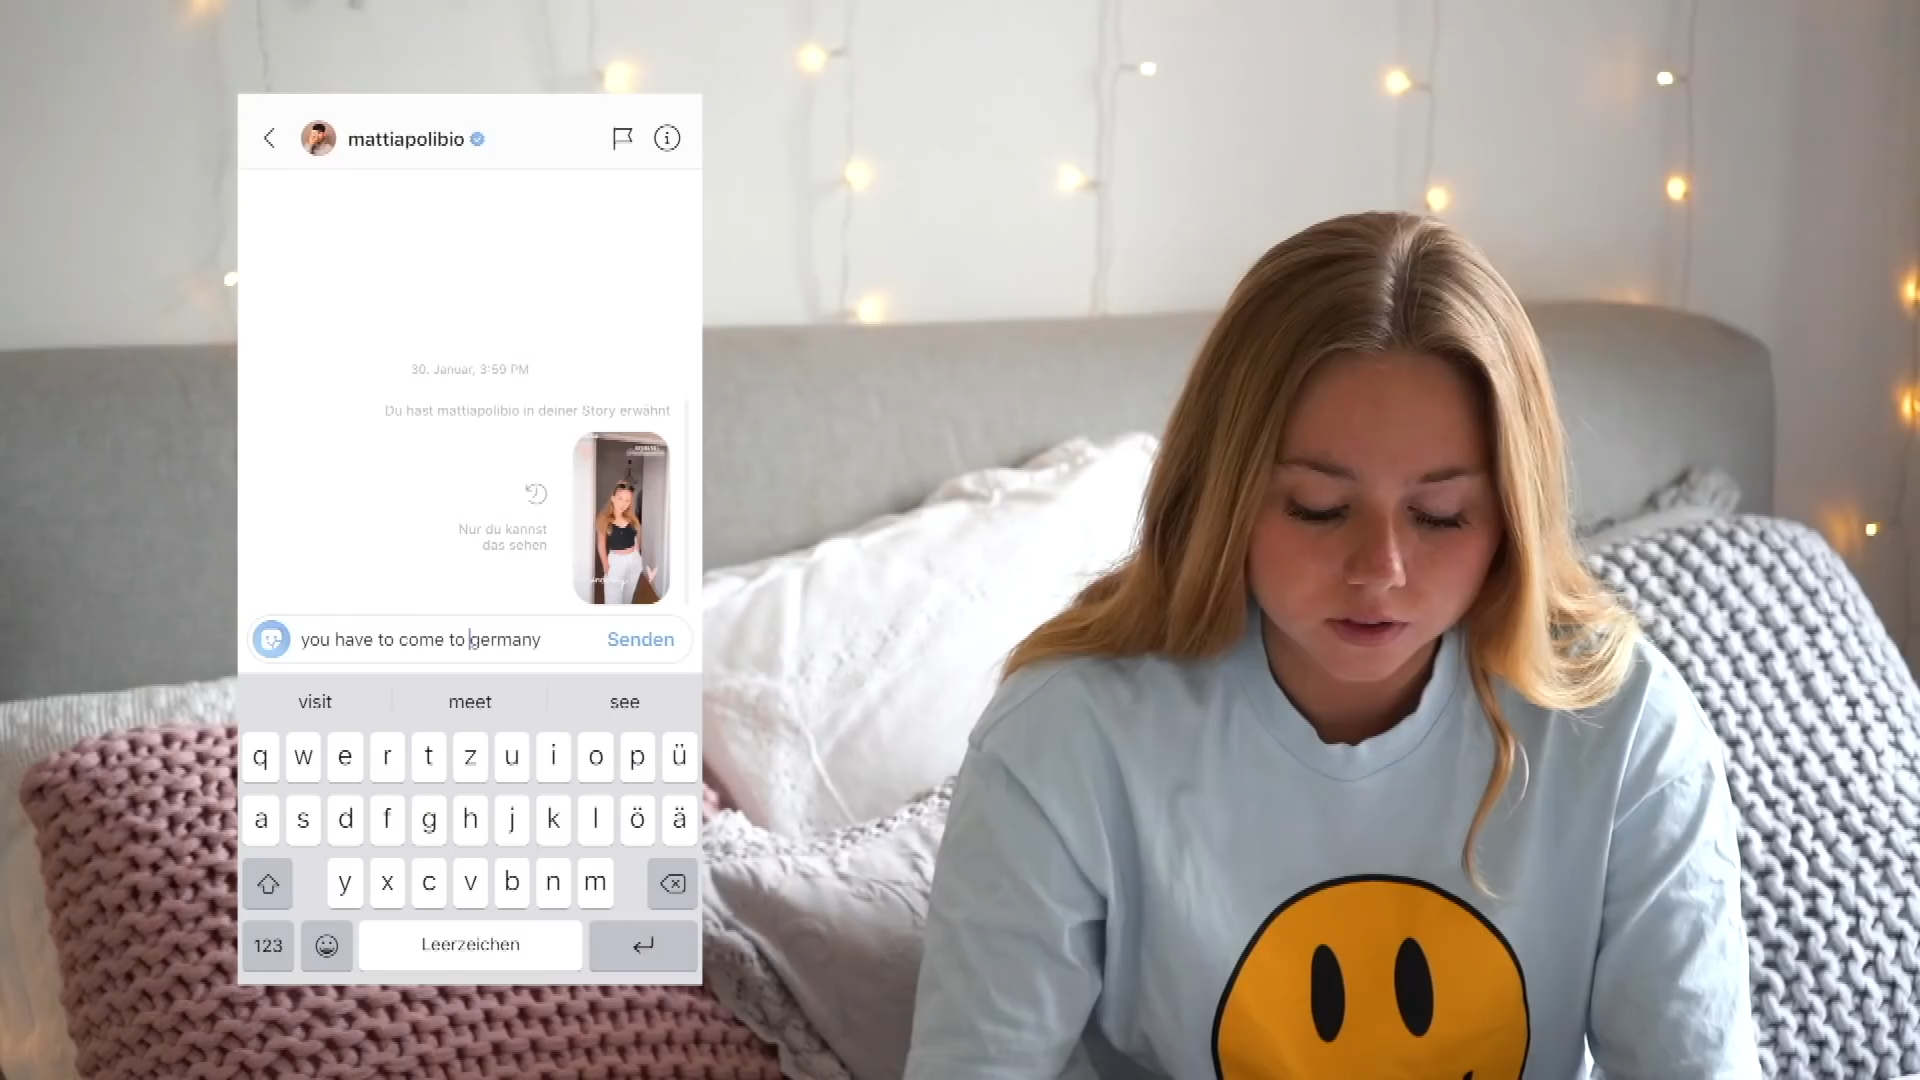 mattiapolibio
30. Januar, 3:59 PM
Du hast mattiapolibio in deiner Story erwähnt
Nur du kannst
das sehen
you have to come to germany
Senden
visit meet see
q w e r t z u i o p ü
a s d f g h j k l ö ä
y x c v b n m
123
Leerzeichen